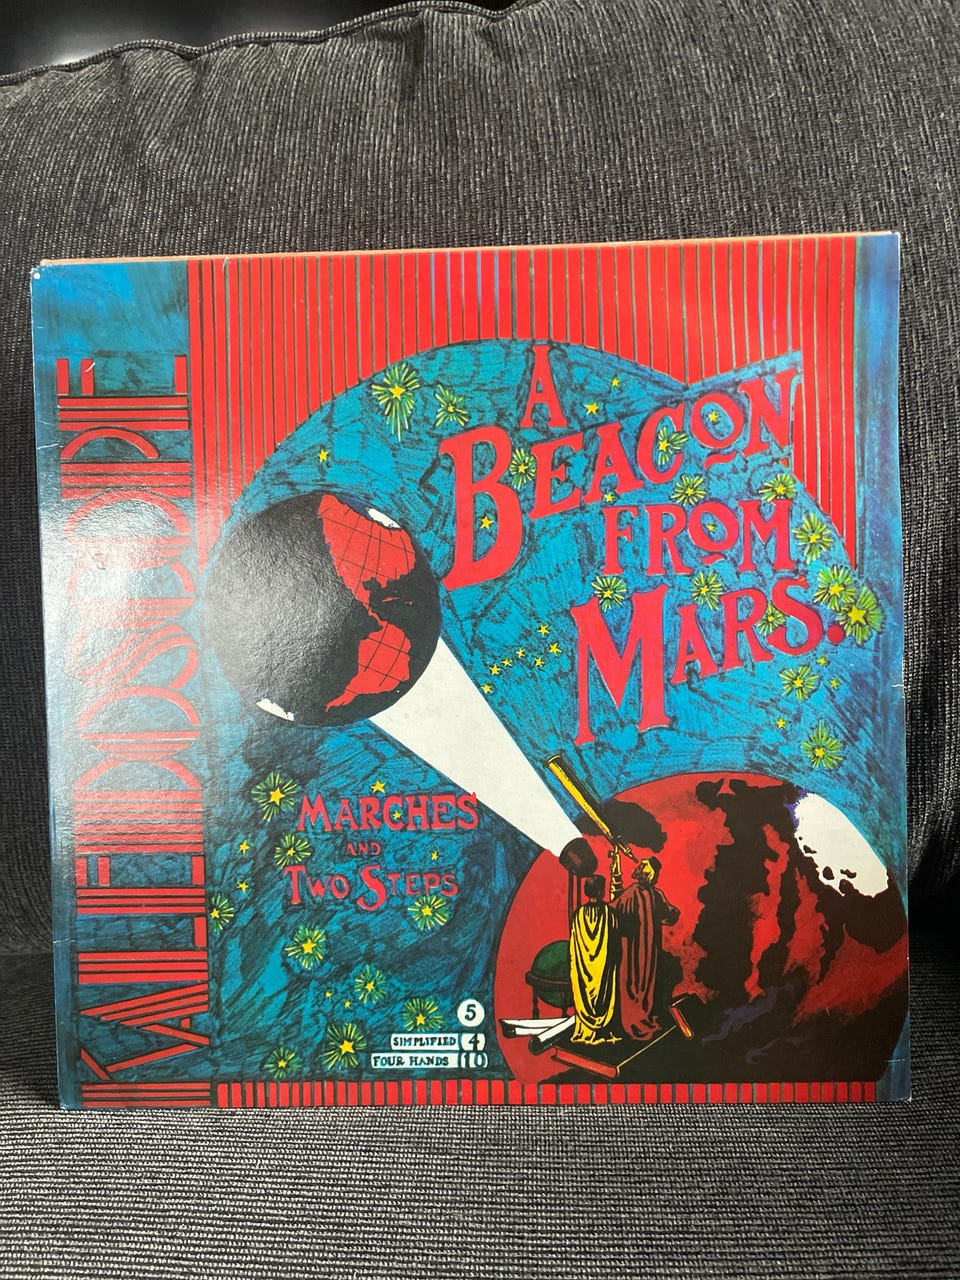 KALEIDOSCOPE
A
BEACON
FROM
MARS.
MARCHES
AND
TWO STEPS
5
SIMPLIFIED 4
FOUR HANDS 10